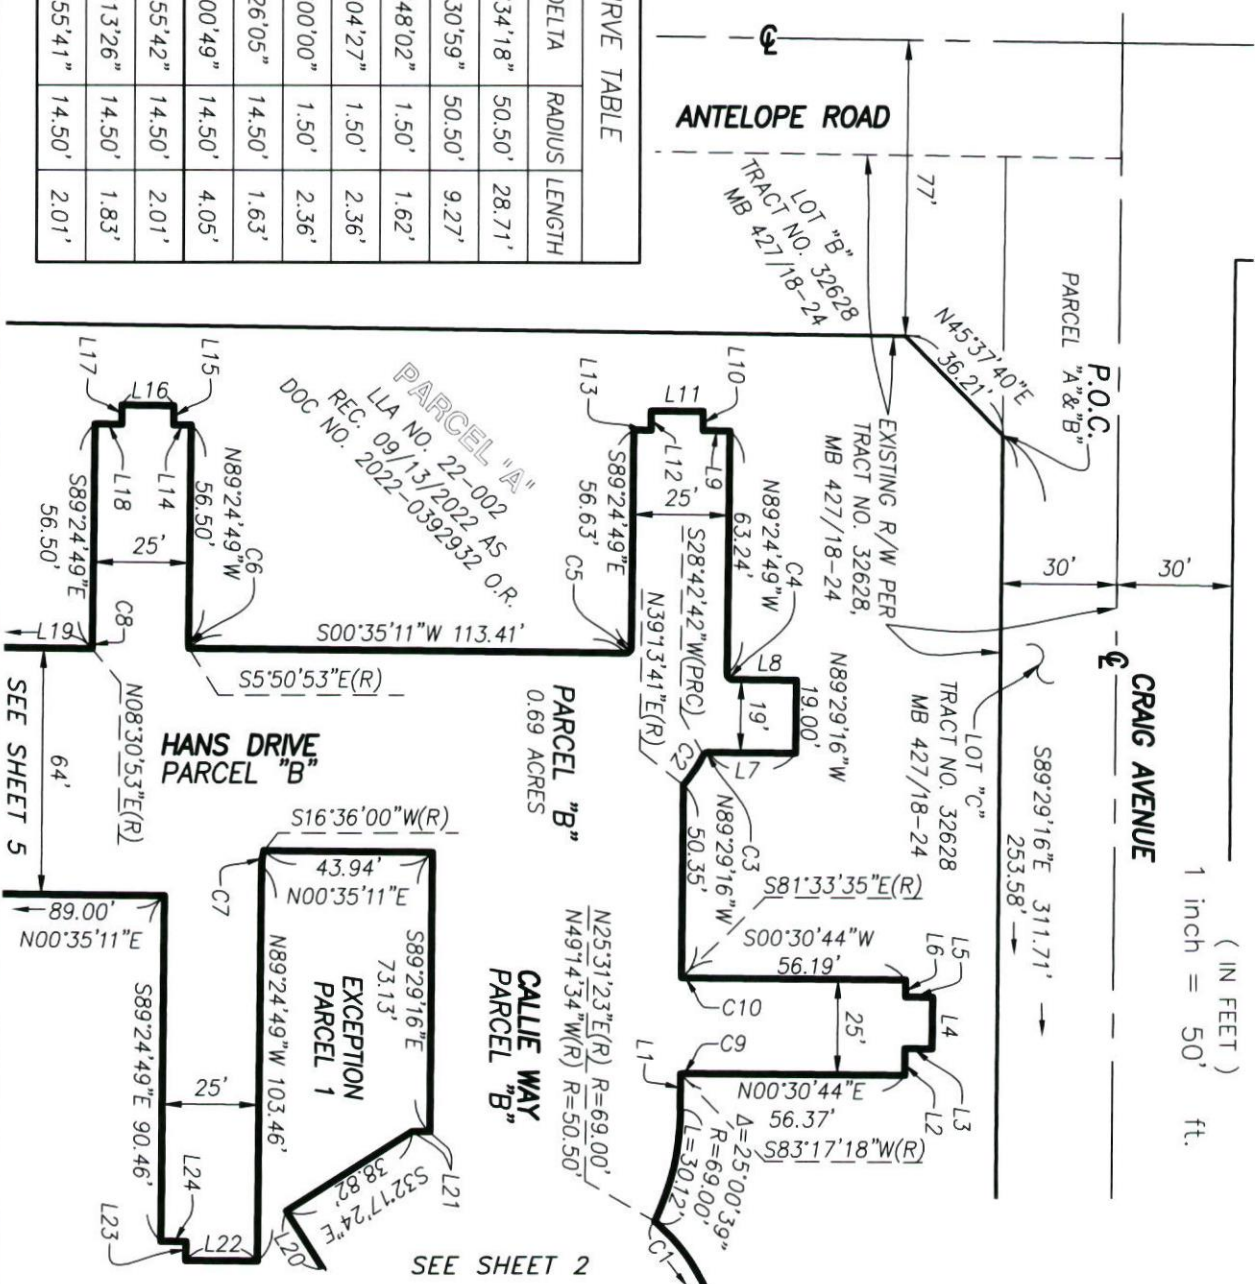 RVE TABLE
ELTA RADIUS LENGTH
34'18" 50.50' 28.71'
30'59" 50.50' 9.27'
48'02" 1.50' 1.62'
04'27" 1.50' 2.36'
00'00" 1.50' 2.36'
26'05" 14.50' 1.63'
00'49" 14.50' 4.05'
55'42" 14.50' 2.01'
13'26" 14.50' 1.83'
55'41" 14.50' 2.01'
ANTELOPE ROAD
77'
LOT "B"
TRACT NO. 32628
MB 427/18-24
N45°37'40"E
36.21'
P.O.C.
PARCEL
"A"&"B"
30'
30'
CRAIG AVENUE
(IN FEET)
1 inch = 50' ft.
S89°29'16"E 311.71'
253.58'
LOT "C"
TRACT NO. 32628
MB 427/18-24
EXISTING R/W PER
TRACT NO. 32628,
MB 427/18-24
PARCEL "A"
LLA NO. 22-002
REC. 09/13/2022 AS
DOC NO. 2022-0392932 O.R.
L10
L11
L13
L12
L9
25'
N89°24'49"W
63.24'
C4
S89°24'49"E
56.63'
C5
S28°42'42"W(PRC)
N39°13'41"E(R)
L8
19'
N89°29'16"W
19.00'
L7
C2
C3
N89°29'16"W
50.35'
S81°33'35"E(R)
S00°30'44"W
56.19'
L5
L6
L4
L3
L2
25'
C10
C9
L1
N00°30'44"E
56.37'
S83°17'18"W(R)
Δ=25°00'39"
R=69.00'
L=30.12'
C1
N25°31'23"E(R) R=69.00'
N49°14'34"W(R) R=50.50'
CALLIE WAY
PARCEL "B"
PARCEL "B"
0.69 ACRES
S00°35'11"W 113.41'
L15
L16
L17
L14
L18
N89°24'49"W
56.50'
C6
25'
S89°24'49"E
56.50'
C8
L19
S5°50'53"E(R)
N08°30'53"E(R)
HANS DRIVE
PARCEL "B"
64'
SEE SHEET 5
S16°36'00"W(R)
43.94'
N00°35'11"E
C7
89.00'
N00°35'11"E
S89°29'16"E
73.13'
EXCEPTION
PARCEL 1
N89°24'49"W 103.46'
25'
S89°24'49"E 90.46'
L24
L23
L22
L21
S32°17'24"E
38.82'
L20
SEE SHEET 2